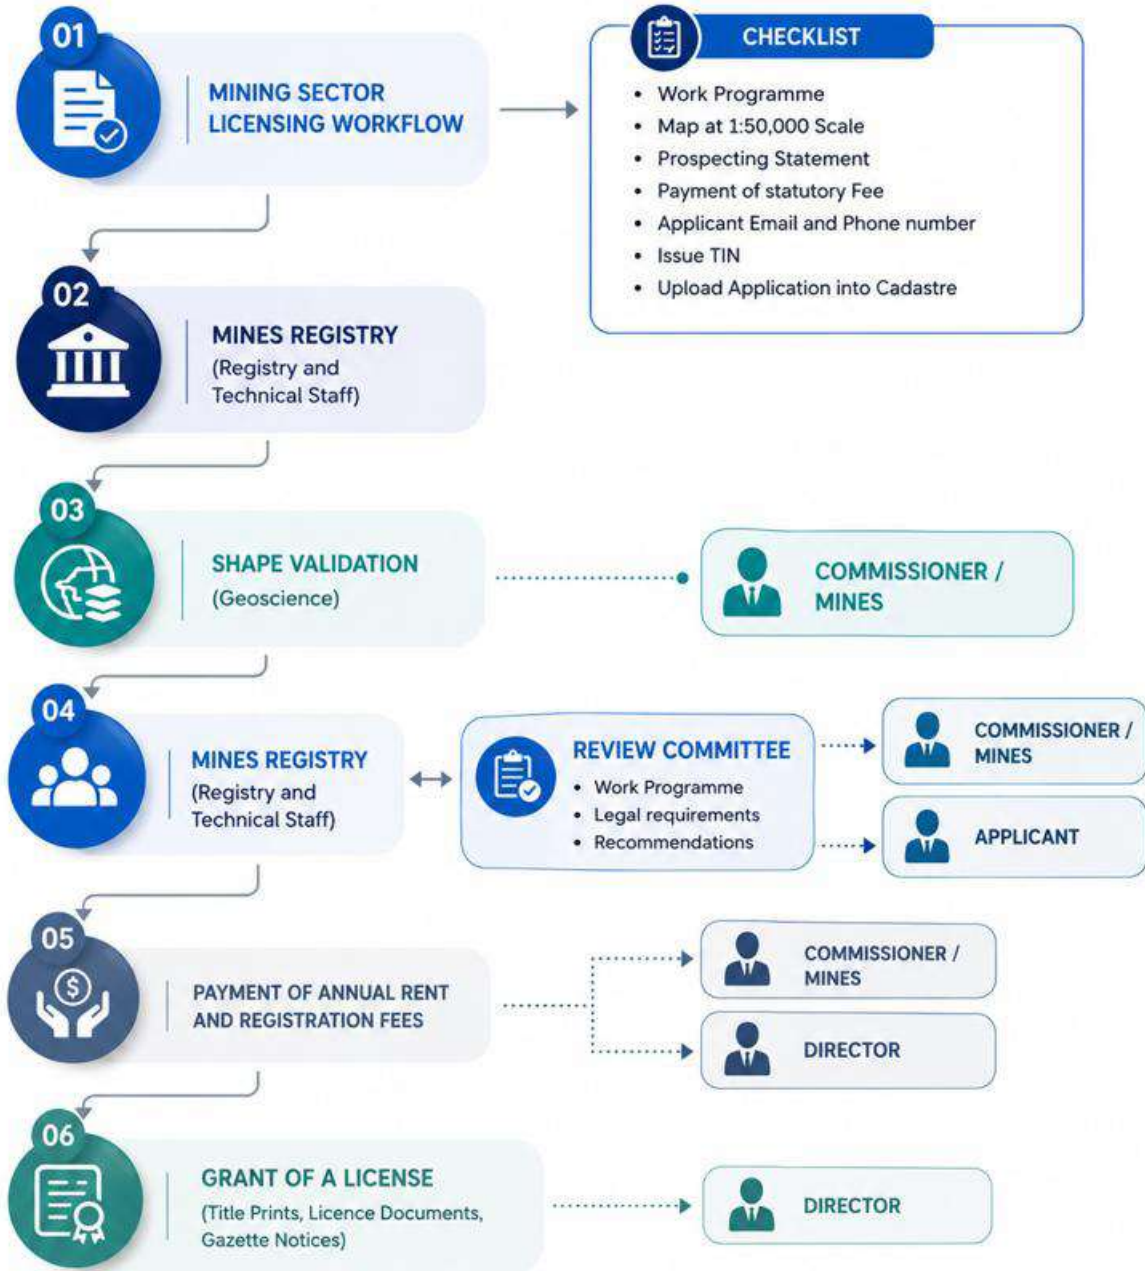 01
MINING SECTOR
LICENSING WORKFLOW
CHECKLIST
• Work Programme
• Map at 1:50,000 Scale
• Prospecting Statement
• Payment of statutory Fee
• Applicant Email and Phone number
• Issue TIN
• Upload Application into Cadastre
02
MINES REGISTRY
(Registry and
Technical Staff)
03
SHAPE VALIDATION
(Geoscience)
COMMISSIONER /
MINES
04
MINES REGISTRY
(Registry and
Technical Staff)
REVIEW COMMITTEE
• Work Programme
• Legal requirements
• Recommendations
COMMISSIONER /
MINES
APPLICANT
05
PAYMENT OF ANNUAL RENT
AND REGISTRATION FEES
$
COMMISSIONER /
MINES
DIRECTOR
06
GRANT OF A LICENSE
(Title Prints, Licence Documents,
Gazette Notices)
DIRECTOR